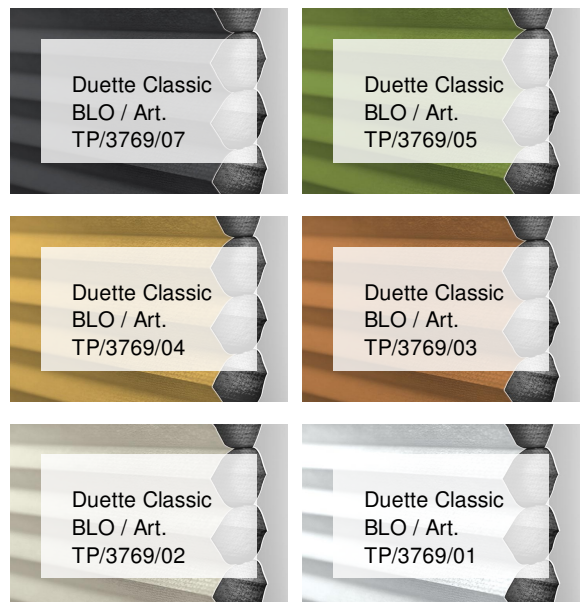 Duette Classic
BLO / Art.
TP/3769/07
Duette Classic
BLO / Art.
TP/3769/05
Duette Classic
BLO / Art.
TP/3769/04
Duette Classic
BLO / Art.
TP/3769/03
Duette Classic
BLO / Art.
TP/3769/02
Duette Classic
BLO / Art.
TP/3769/01